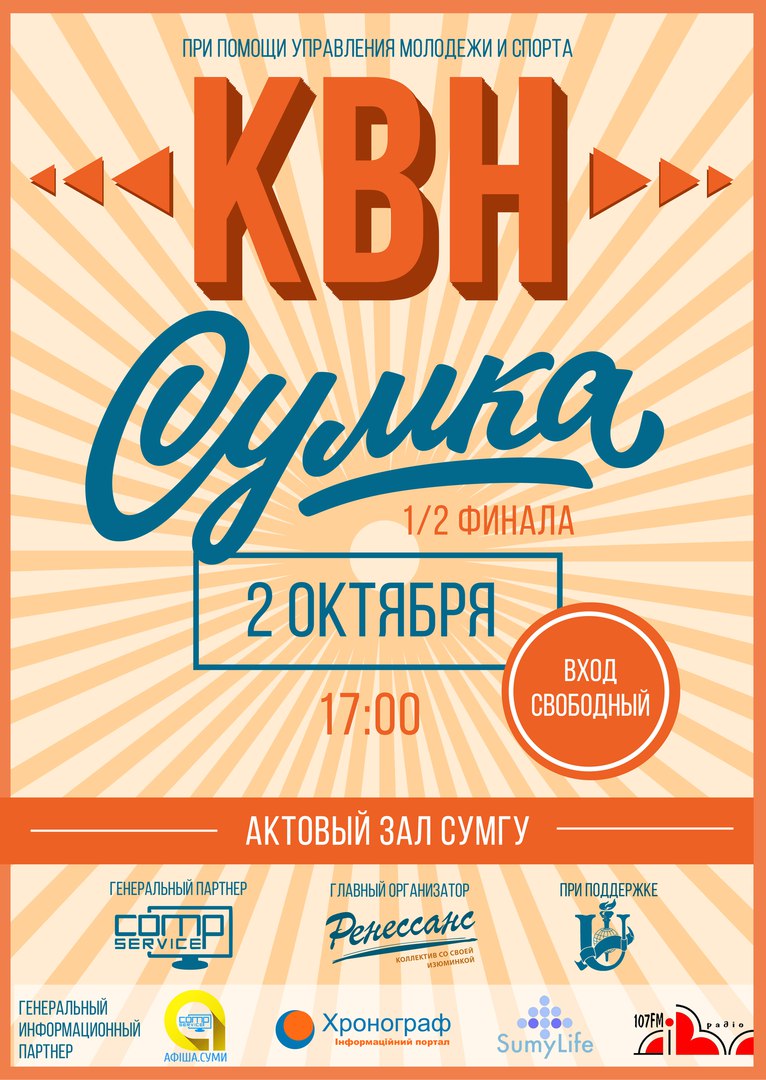 ПРИ ПОМОЩИ УПРАВЛЕНИЯ МОЛОДЕЖИ И СПОРТА
КВН
Сумка
1/2 ФИНАЛА
2 ОКТЯБРЯ
ВХОД
СВОБОДНЫЙ
17:00
АКТОВЫЙ ЗАЛ СУМГУ
ГЕНЕРАЛЬНЫЙ ПАРТНЕР
comp
SERVICE
ГЛАВНЫЙ ОРГАНИЗАТОР
Ренессанс
КОЛЛЕКТИВ СО СВОЕЙ
ИЗЮМИНКОЙ
ПРИ ПОДДЕРЖКЕ
ГЕНЕРАЛЬНЫЙ
ИНФОРМАЦИОННЫЙ
ПАРТНЕР
comp
SERVICE
АФІША.СУМИ
Хронограф
Інформаційний портал
SumyLife
107FM
радіо